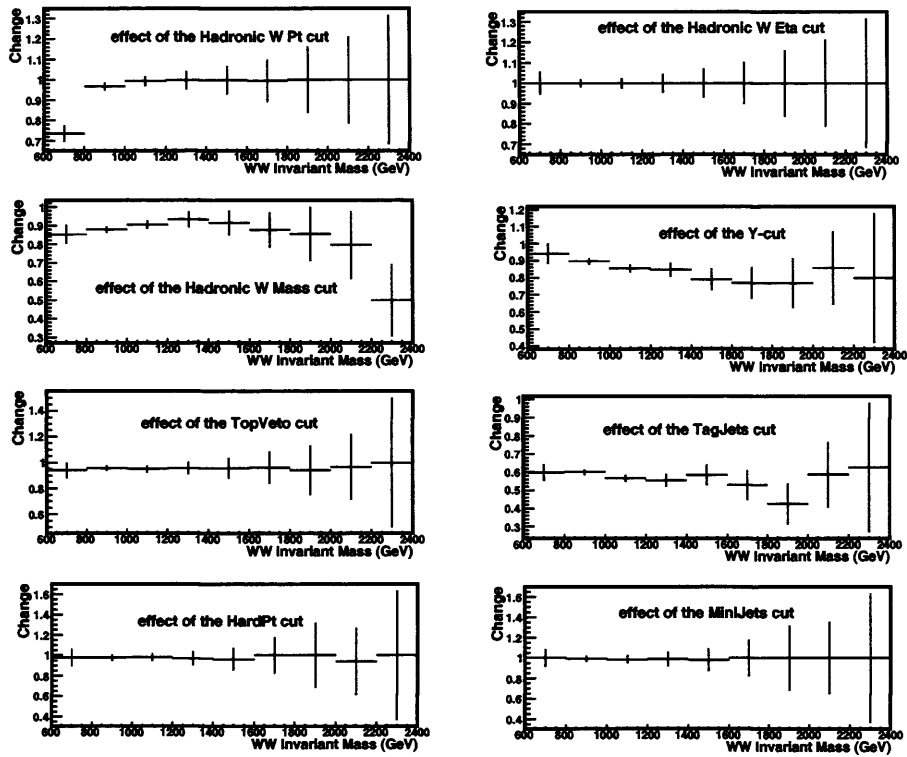 Change
1.3
1.2
1.1
1
0.9
0.8
0.7
effect of the Hadronic W Pt cut
600 800 1000 1200 1400 1600 1800 2000 2200 2400
WW Invariant Mass (GeV)
Change
1.3
1.2
1.1
1
0.9
0.8
0.7
effect of the Hadronic W Eta cut
600 800 1000 1200 1400 1600 1800 2000 2200 2400
WW Invariant Mass (GeV)
Change
1
0.9
0.8
0.7
0.6
0.5
0.4
0.3
effect of the Hadronic W Mass cut
600 800 1000 1200 1400 1600 1800 2000 2200 2400
WW Invariant Mass (GeV)
Change
1.2
1.1
1
0.9
0.8
0.7
0.6
0.5
0.4
effect of the Y-cut
600 800 1000 1200 1400 1600 1800 2000 2200 2400
WW Invariant Mass (GeV)
Change
1.4
1.2
1
0.8
0.6
effect of the TopVeto cut
600 800 1000 1200 1400 1600 1800 2000 2200 2400
WW Invariant Mass (GeV)
Change
1
0.9
0.8
0.7
0.6
0.5
0.4
0.3
effect of the TagJets cut
600 800 1000 1200 1400 1600 1800 2000 2200 2400
WW Invariant Mass (GeV)
Change
1.6
1.4
1.2
1
0.8
0.6
0.4
effect of the HardPt cut
600 800 1000 1200 1400 1600 1800 2000 2200 2400
WW Invariant Mass (GeV)
Change
1.6
1.4
1.2
1
0.8
0.6
0.4
effect of the MiniJets cut
600 800 1000 1200 1400 1600 1800 2000 2200 2400
WW Invariant Mass (GeV)